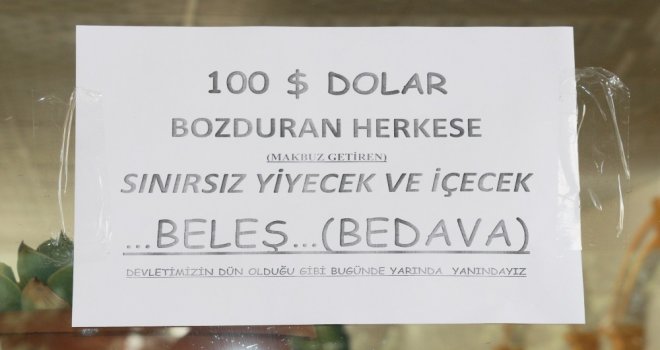 100 $ DOLAR
BOZDURAN HERKESE
(MAKBUZ GETİREN)
SINIRSIZ YİYECEK VE İÇECEK
...BELEŞ...(BEDAVA)
DEVLETİMİZİN DÜN OLDUĞU GİBİ BUGÜNDE YARINDA YANINDAYIZ